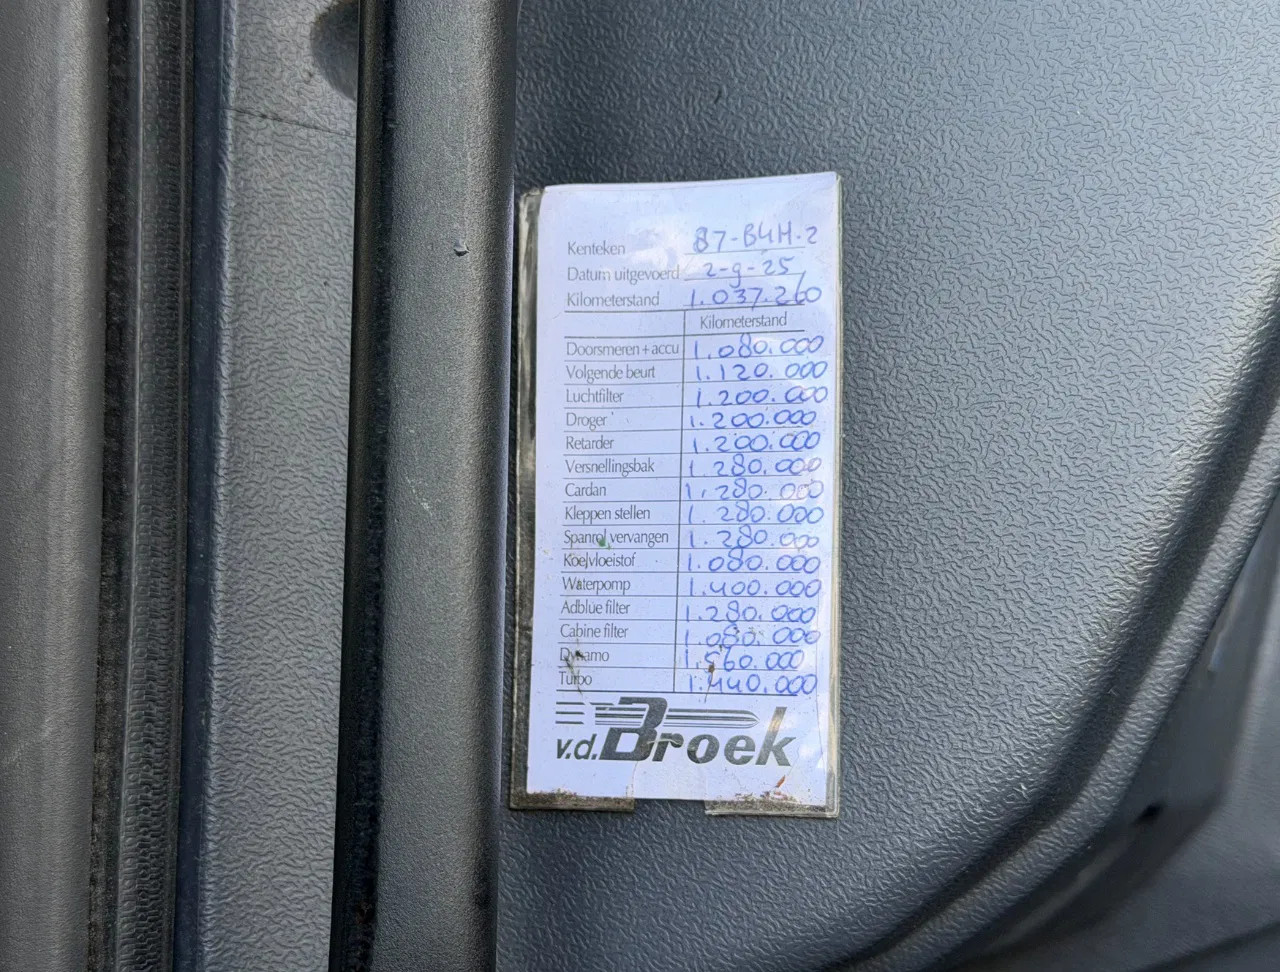 Kenteken 87-B4H-2
Datum uitgevoerd 2-9-25
Kilometerstand 1.037.260
Kilometerstand
Doorsmeren + accu 1.080.000
Volgende beurt 1.120.000
Luchtfilter 1.200.000
Droger 1.200.000
Retarder 1.200.000
Versnellingsbak 1.280.000
Cardan 1.280.000
Kleppen stellen 1.280.000
Spanrol vervangen 1.280.000
Koelvloeistof 1.080.000
Waterpomp 1.400.000
Adblue filter 1.280.000
Cabine filter 1.080.000
Dynamo 1.560.000
Turbo 1.440.000
v.d. Broek